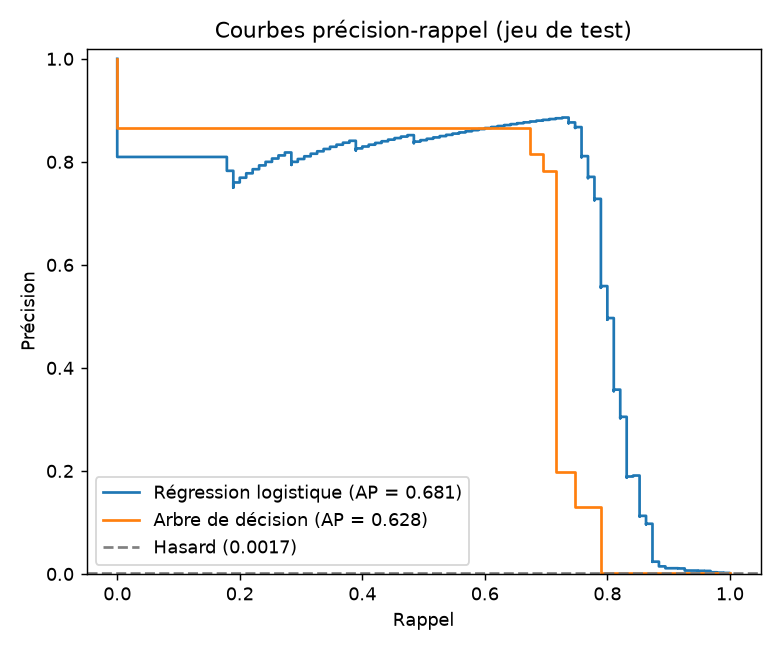 Courbes précision-rappel (jeu de test)
1.0
0.8
0.6
0.4
0.2
0.0
Précision
Régression logistique (AP = 0.681)
Arbre de décision (AP = 0.628)
Hasard (0.0017)
0.0 0.2 0.4 0.6 0.8 1.0
Rappel